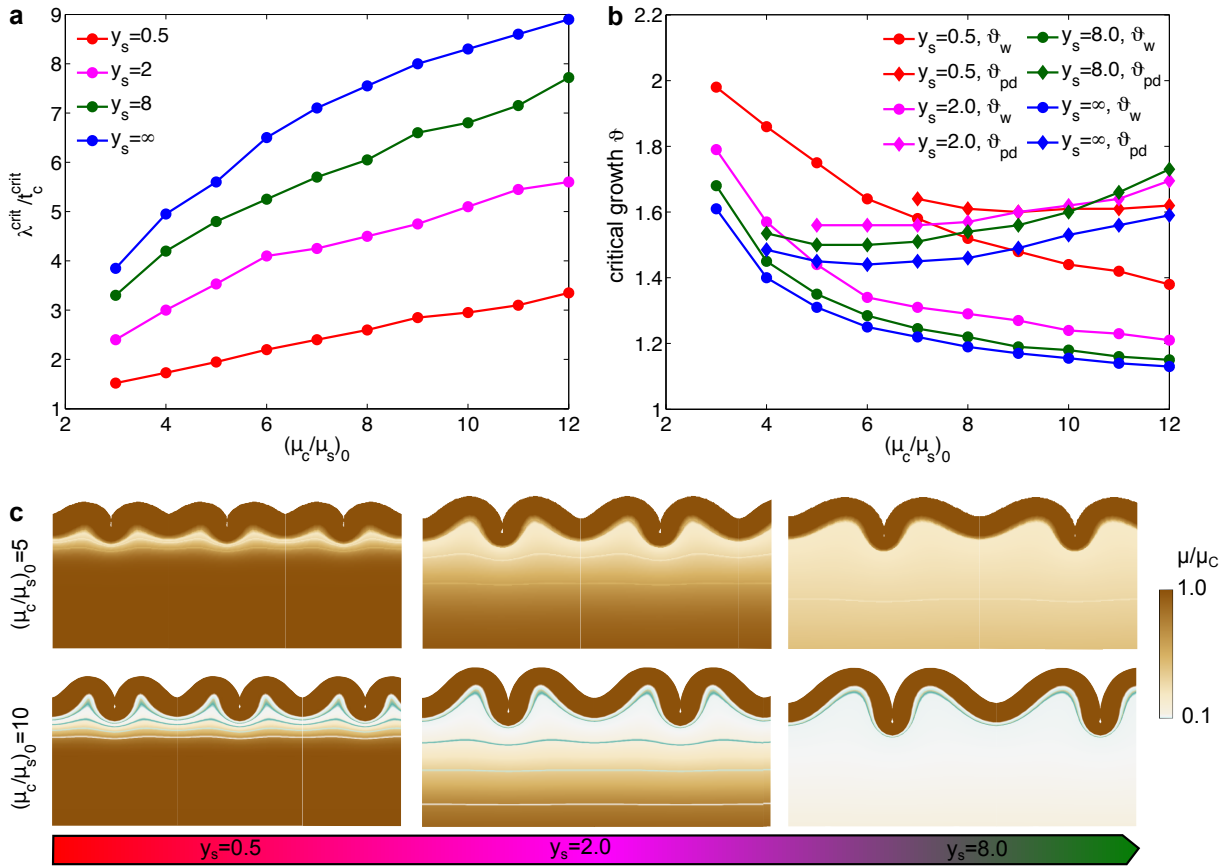 a
λ^crit/t_c^crit
9
8
7
6
5
4
3
2
1
y_s=0.5
y_s=2
y_s=8
y_s=∞
2 4 6 8 10 12
(μ_c/μ_s)_0
b
critical growth ϑ
2.2
2
1.8
1.6
1.4
1.2
1
y_s=0.5, ϑ_w
y_s=0.5, ϑ_pd
y_s=2.0, ϑ_w
y_s=2.0, ϑ_pd
y_s=8.0, ϑ_w
y_s=8.0, ϑ_pd
y_s=∞, ϑ_w
y_s=∞, ϑ_pd
2 4 6 8 10 12
(μ_c/μ_s)_0
c
(μ_c/μ_s)_0=5
(μ_c/μ_s)_0=10
μ/μ_C
1.0
0.1
y_s=0.5 y_s=2.0 y_s=8.0